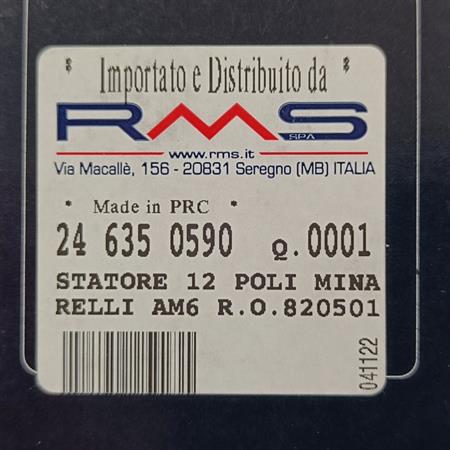 * Importato e Distribuito da *
RMS
SPA
www.rms.it
Via Macallè, 156 - 20831 Seregno (MB) ITALIA
* Made in PRC *
24 635 0590 Q.0001
STATORE 12 POLI MINA
RELLI AM6 R.O.820501
041122